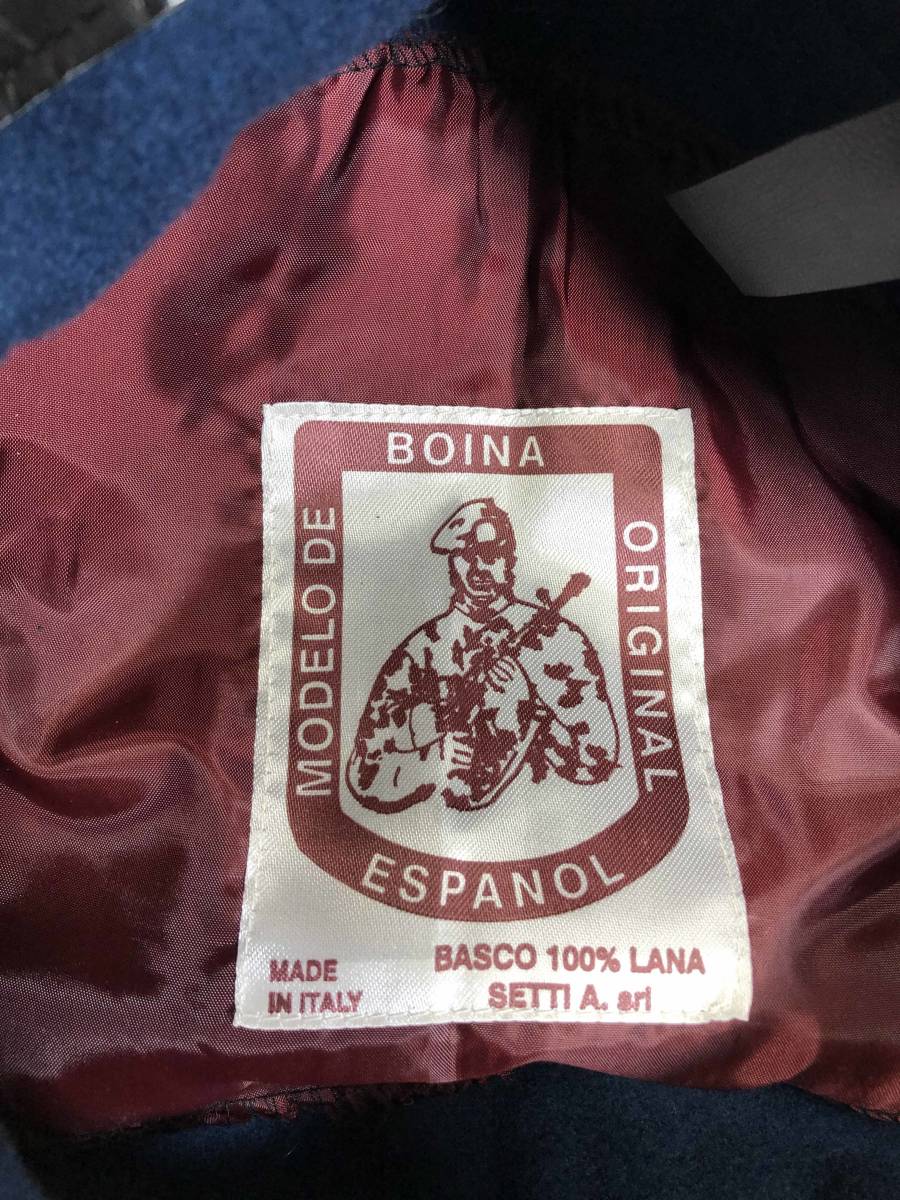 BOINA
MODELO DE
ORIGINAL
ESPANOL
MADE
IN ITALY
BASCO 100% LANA
SETTI A. srl